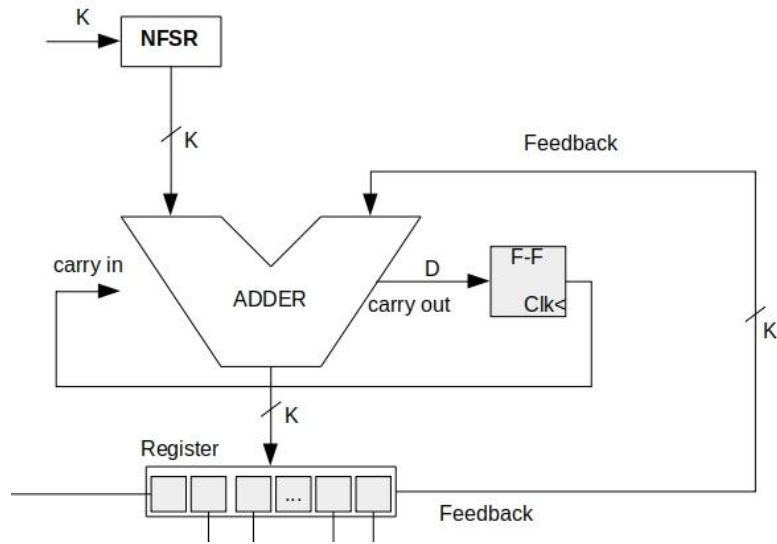 K
NFSR
K
Feedback
carry in
ADDER
D
carry out
F-F
Clk<
K
K
Register
...
Feedback